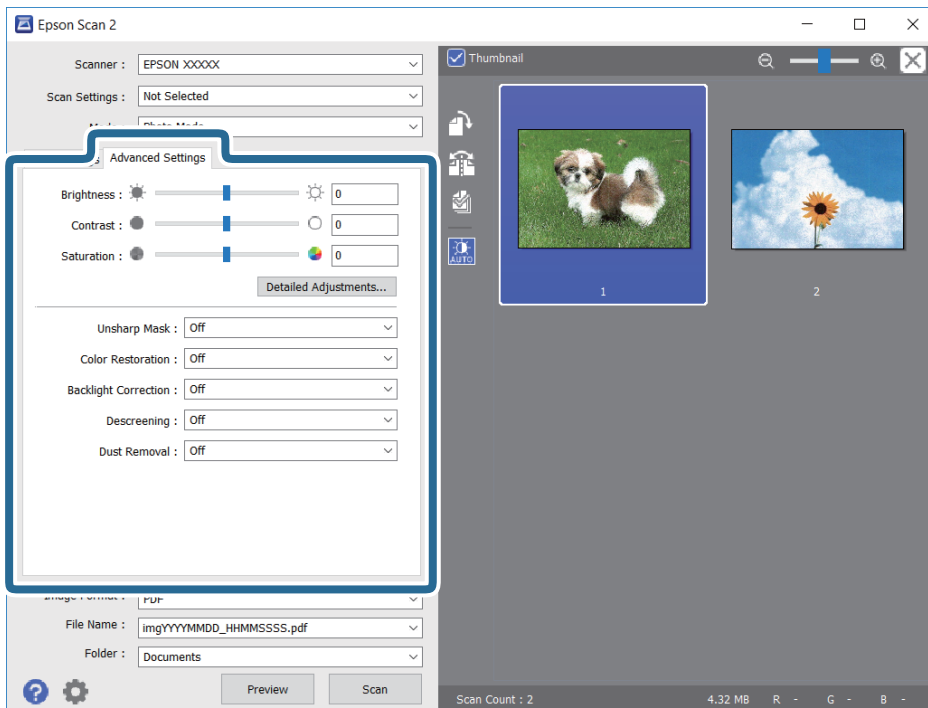 Epson Scan 2
Scanner : EPSON XXXXX
Scan Settings : Not Selected
Advanced Settings
Brightness : 0
Contrast : 0
Saturation : 0
Detailed Adjustments...
Unsharp Mask : Off
Color Restoration : Off
Backlight Correction : Off
Descreening : Off
Dust Removal : Off
PDF
File Name : imgYYYYMMDD_HHMMSSSS.pdf
Folder : Documents
Preview Scan
Thumbnail
AUTO
1 2
Scan Count : 2 4.32 MB R - G - B -